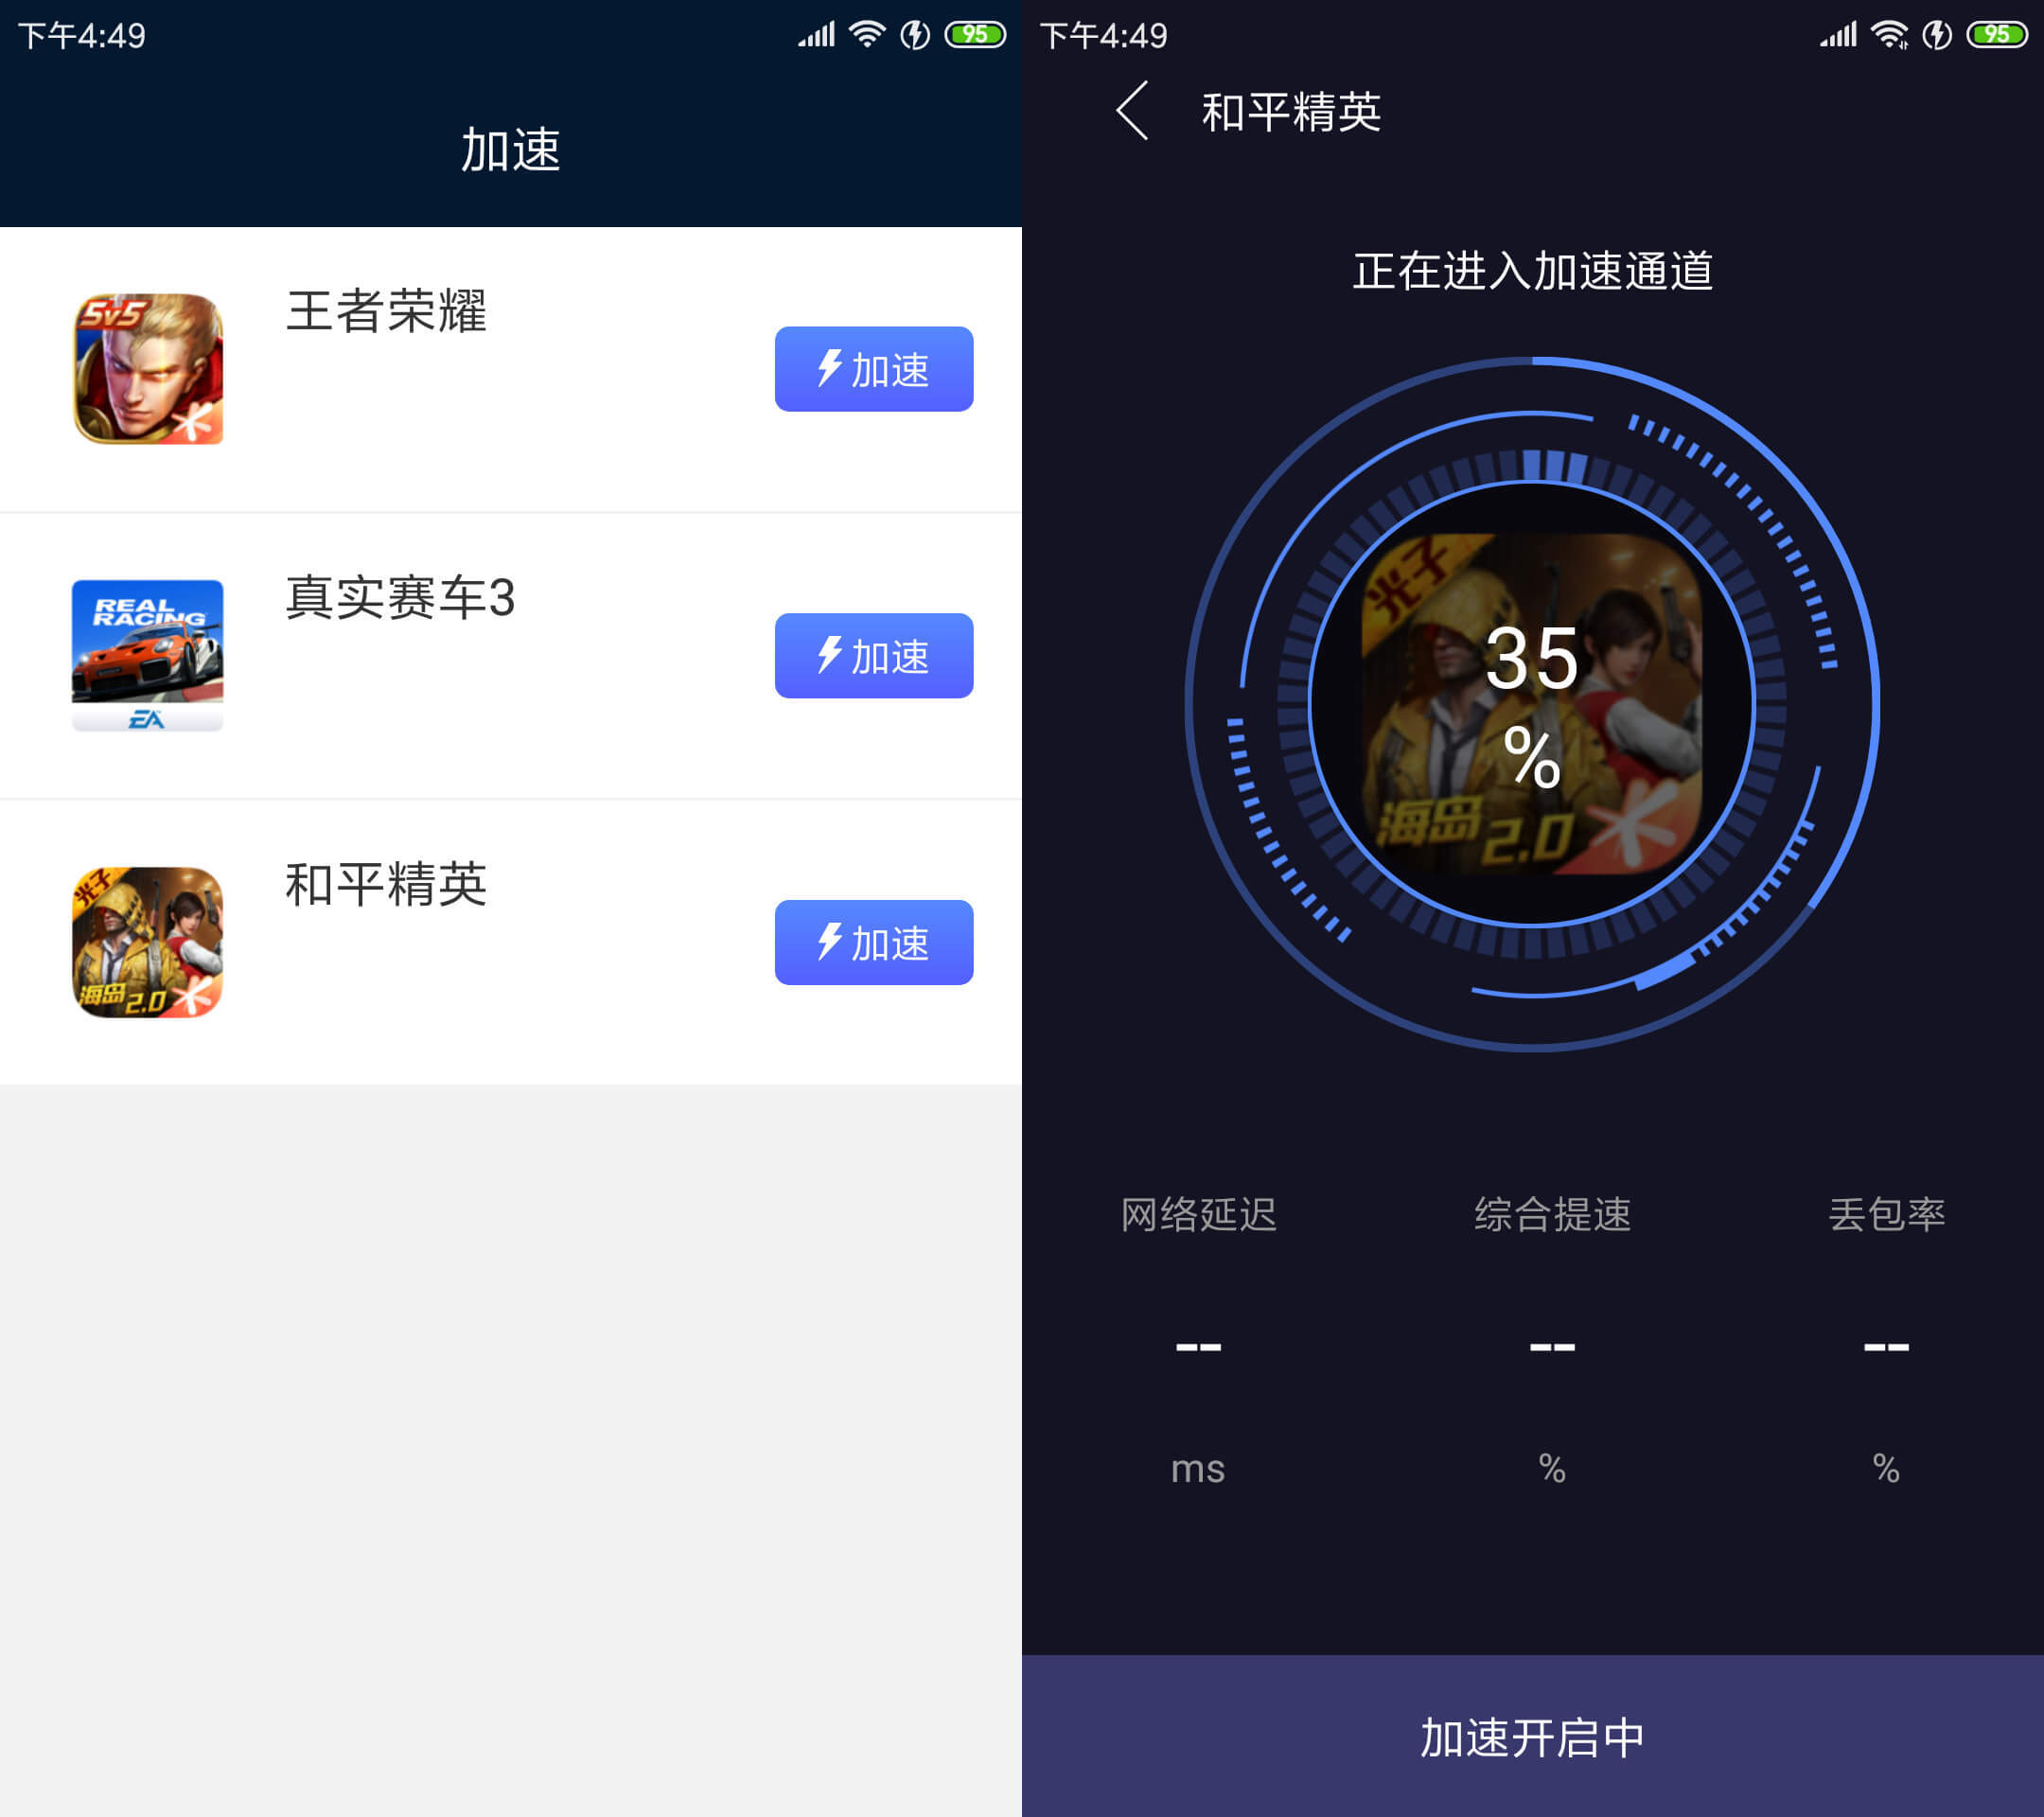 下午4:49
95
加速
5v5
王者荣耀
加速
REAL
RACING
EA
真实赛车3
加速
光子
海岛2.0
和平精英
加速
下午4:49
95
和平精英
正在进入加速通道
光子
35
%
海岛2.0
网络延迟 综合提速 丢包率
-- -- --
ms % %
加速开启中